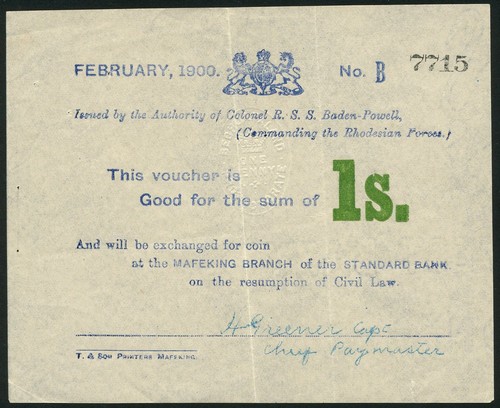 FEBRUARY, 1900. No. B 7715
Issued by the Authority of Colonel R. S. S. Baden-Powell,
(Commanding the Rhodesian Forces.)
This voucher is
Good for the sum of 1s.
And will be exchanged for coin
at the MAFEKING BRANCH of the STANDARD BANK
on the resumption of Civil Law.
H Greener Capt
Chief Paymaster
T. & Son Printers Mafeking.